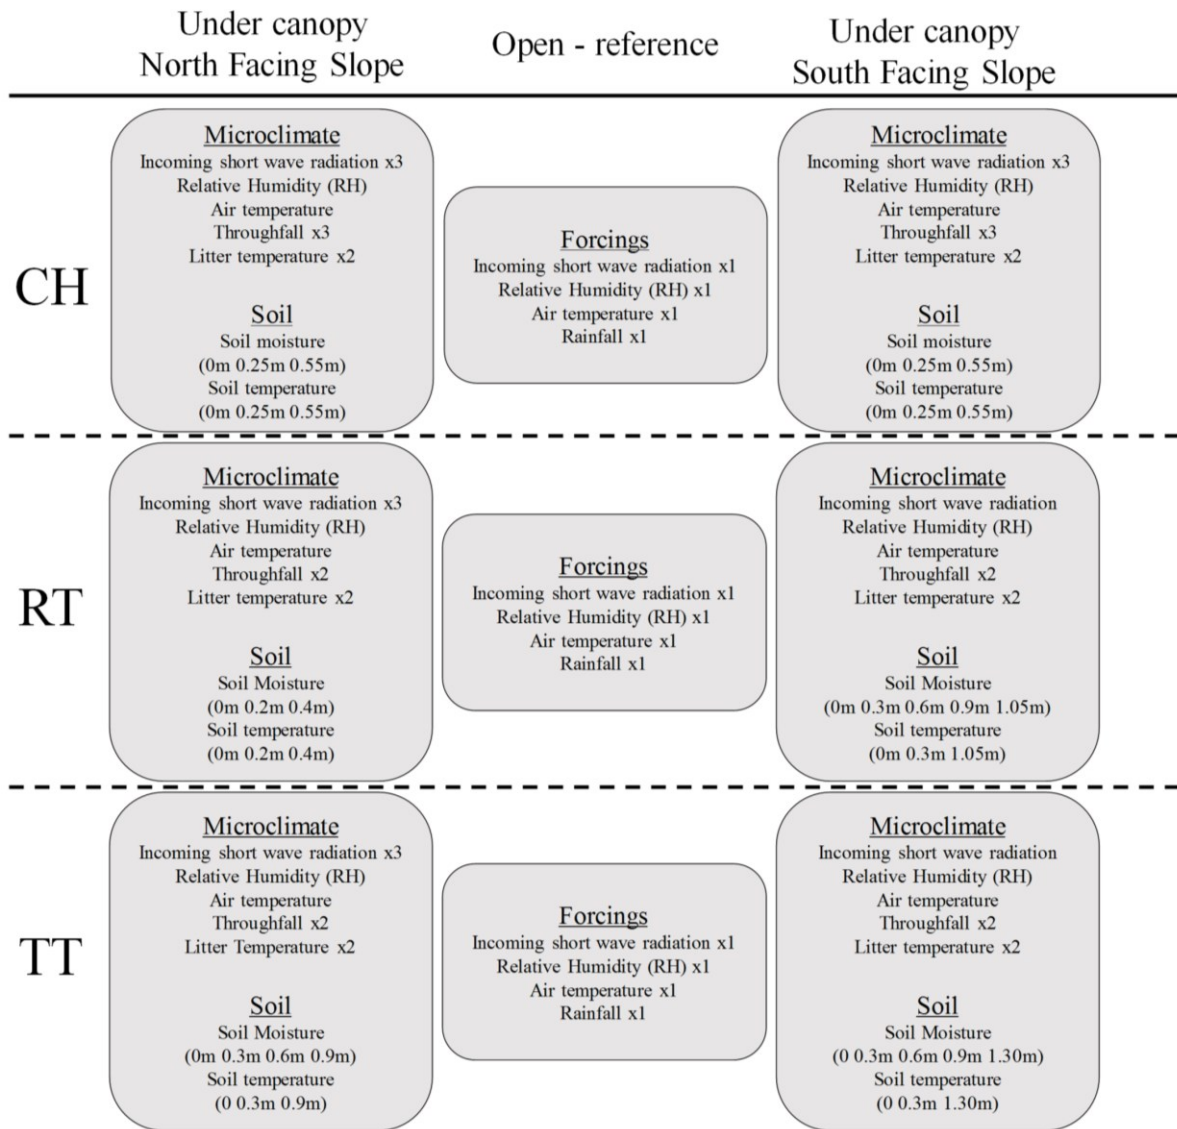 Under canopy
North Facing Slope
Open - reference
Under canopy
South Facing Slope
CH
Microclimate
Incoming short wave radiation x3
Relative Humidity (RH)
Air temperature
Throughfall x3
Litter temperature x2
Soil
Soil moisture
(0m 0.25m 0.55m)
Soil temperature
(0m 0.25m 0.55m)
Forcings
Incoming short wave radiation x1
Relative Humidity (RH) x1
Air temperature x1
Rainfall x1
Microclimate
Incoming short wave radiation x3
Relative Humidity (RH)
Air temperature
Throughfall x3
Litter temperature x2
Soil
Soil moisture
(0m 0.25m 0.55m)
Soil temperature
(0m 0.25m 0.55m)
RT
Microclimate
Incoming short wave radiation x3
Relative Humidity (RH)
Air temperature
Throughfall x2
Litter temperature x2
Soil
Soil Moisture
(0m 0.2m 0.4m)
Soil temperature
(0m 0.2m 0.4m)
Forcings
Incoming short wave radiation x1
Relative Humidity (RH) x1
Air temperature x1
Rainfall x1
Microclimate
Incoming short wave radiation
Relative Humidity (RH)
Air temperature
Throughfall x2
Litter temperature x2
Soil
Soil Moisture
(0m 0.3m 0.6m 0.9m 1.05m)
Soil temperature
(0m 0.3m 1.05m)
TT
Microclimate
Incoming short wave radiation x3
Relative Humidity (RH)
Air temperature
Throughfall x2
Litter Temperature x2
Soil
Soil Moisture
(0m 0.3m 0.6m 0.9m)
Soil temperature
(0 0.3m 0.9m)
Forcings
Incoming short wave radiation x1
Relative Humidity (RH) x1
Air temperature x1
Rainfall x1
Microclimate
Incoming short wave radiation
Relative Humidity (RH)
Air temperature
Throughfall x2
Litter temperature x2
Soil
Soil Moisture
(0 0.3m 0.6m 0.9m 1.30m)
Soil temperature
(0 0.3m 1.30m)